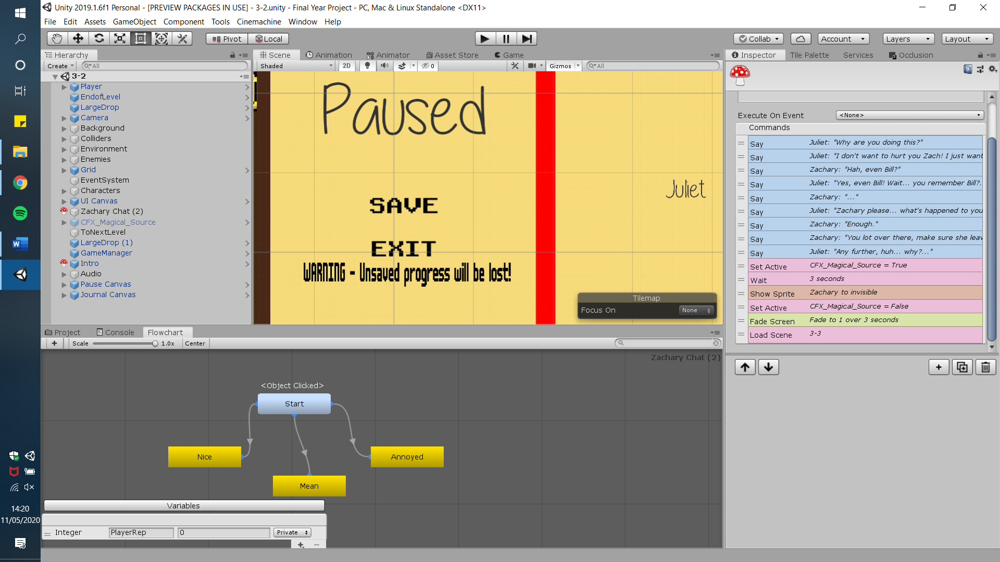 Unity 2019.1.6f1 Personal - [PREVIEW PACKAGES IN USE] - 3-2.unity - Final Year Project - PC, Mac & Linux Standalone <DX11>
File Edit Assets GameObject Component Tools Cinemachine Window Help
Pivot Local Collab Account Layers Layout
Hierarchy
Create All
3-2
Player
EndofLevel
LargeDrop
Camera
Background
Colliders
Environment
Enemies
Grid
EventSystem
Characters
UI Canvas
Zachary Chat (2)
CFX_Magical_Source
ToNextLevel
LargeDrop (1)
GameManager
Intro
Audio
Pause Canvas
Journal Canvas
Scene Animation Animator Asset Store Game
Shaded 2D 0 Gizmos All
Paused
SAVE
EXIT
WARNING - Unsaved progress will be lost!
Juliet
Tilemap
Focus On None
Inspector Tile Palette Services Occlusion
Execute On Event <None>
Commands
Say Juliet: "Why are you doing this?"
Say Juliet: "I don't want to hurt you Zach! I just want
Say Zachary: "Hah, even Bill?"
Say Juliet: "Yes, even Bill! Wait... you remember Bill?.
Say Zachary: "..."
Say Juliet: "Zachary please... what's happened to you
Say Zachary: "Enough."
Say Zachary: "You lot over there, make sure she leav
Say Juliet: "Any further, huh... why?..."
Set Active CFX_Magical_Source = True
Wait 3 seconds
Show Sprite Zachary to invisible
Set Active CFX_Magical_Source = False
Fade Screen Fade to 1 over 3 seconds
Load Scene 3-3
Project Console Flowchart
Scale 1.0x Center
Zachary Chat (2)
<Object Clicked>
Start
Nice
Annoyed
Mean
Variables
Integer PlayerRep 0 Private
14:20
11/05/2020